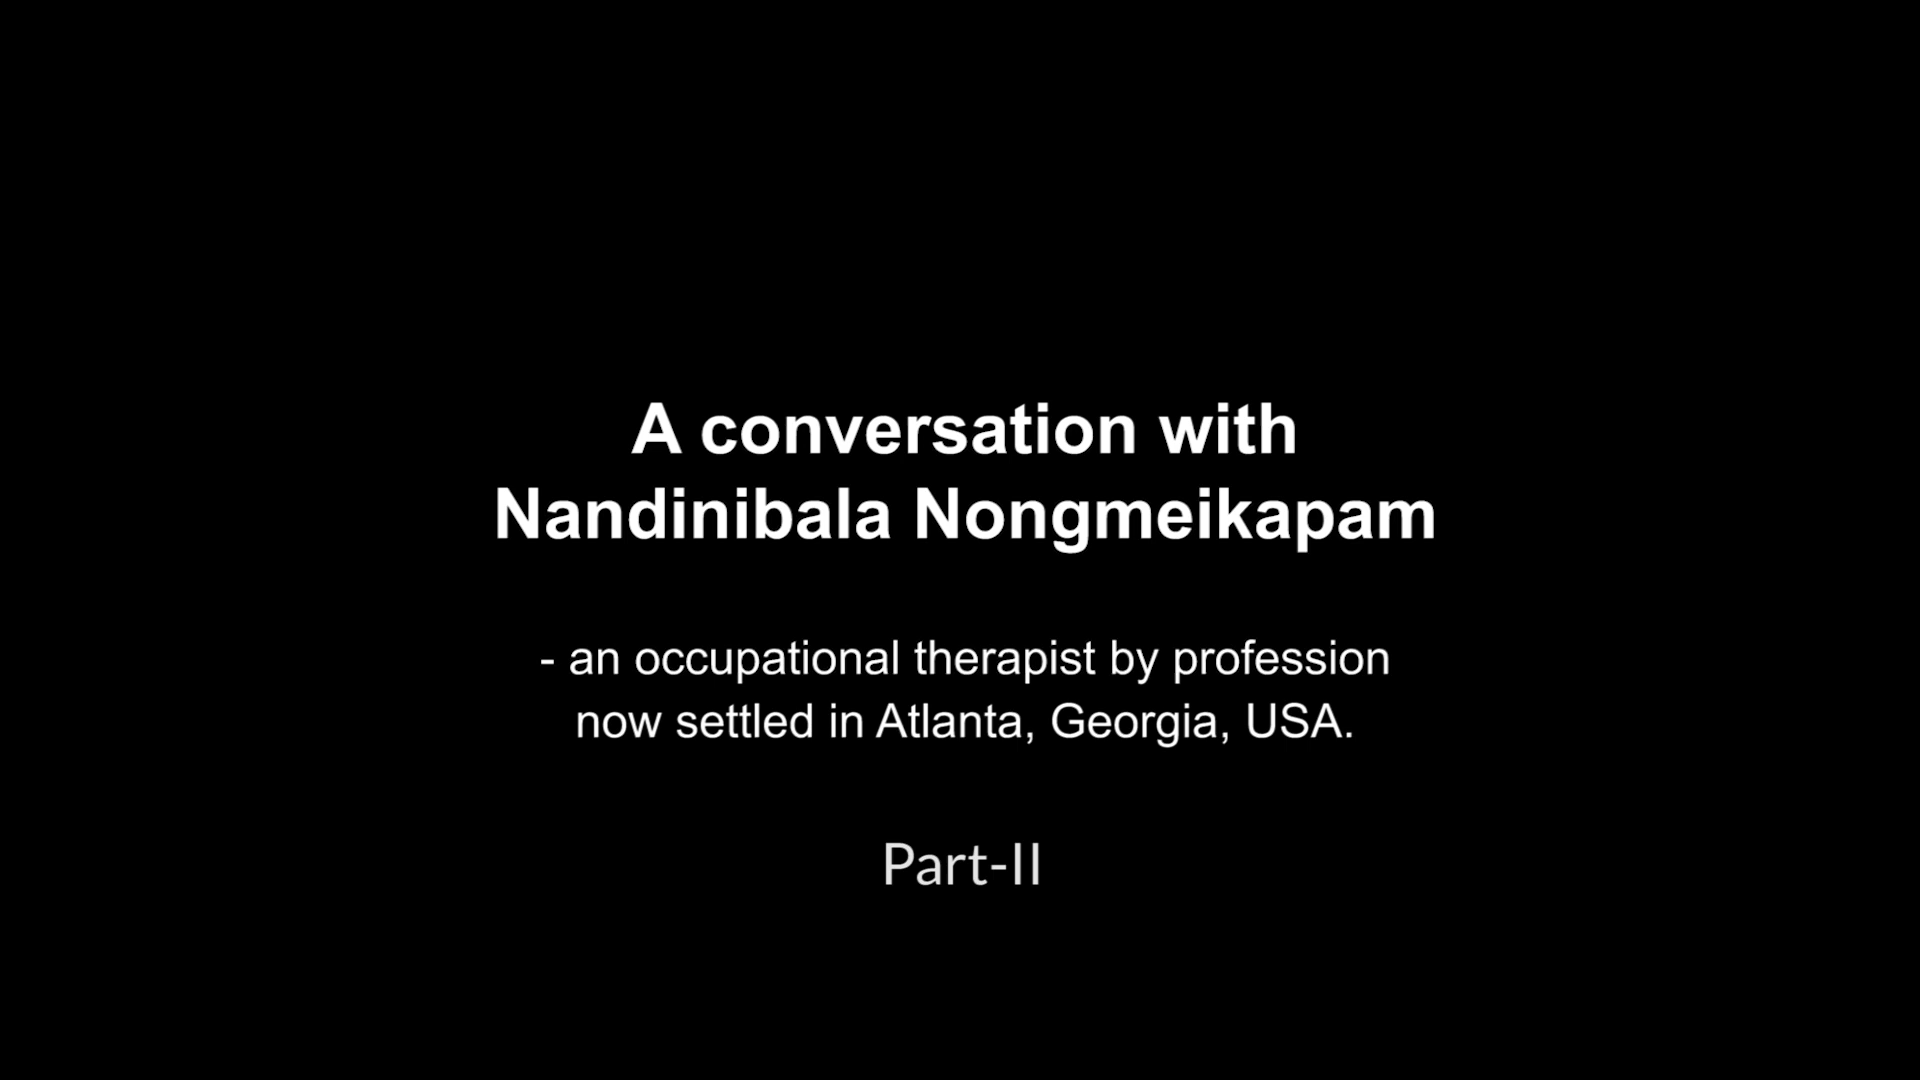 A conversation with
Nandinibala Nongmeikapam
- an occupational therapist by profession
now settled in Atlanta, Georgia, USA.
Part-II